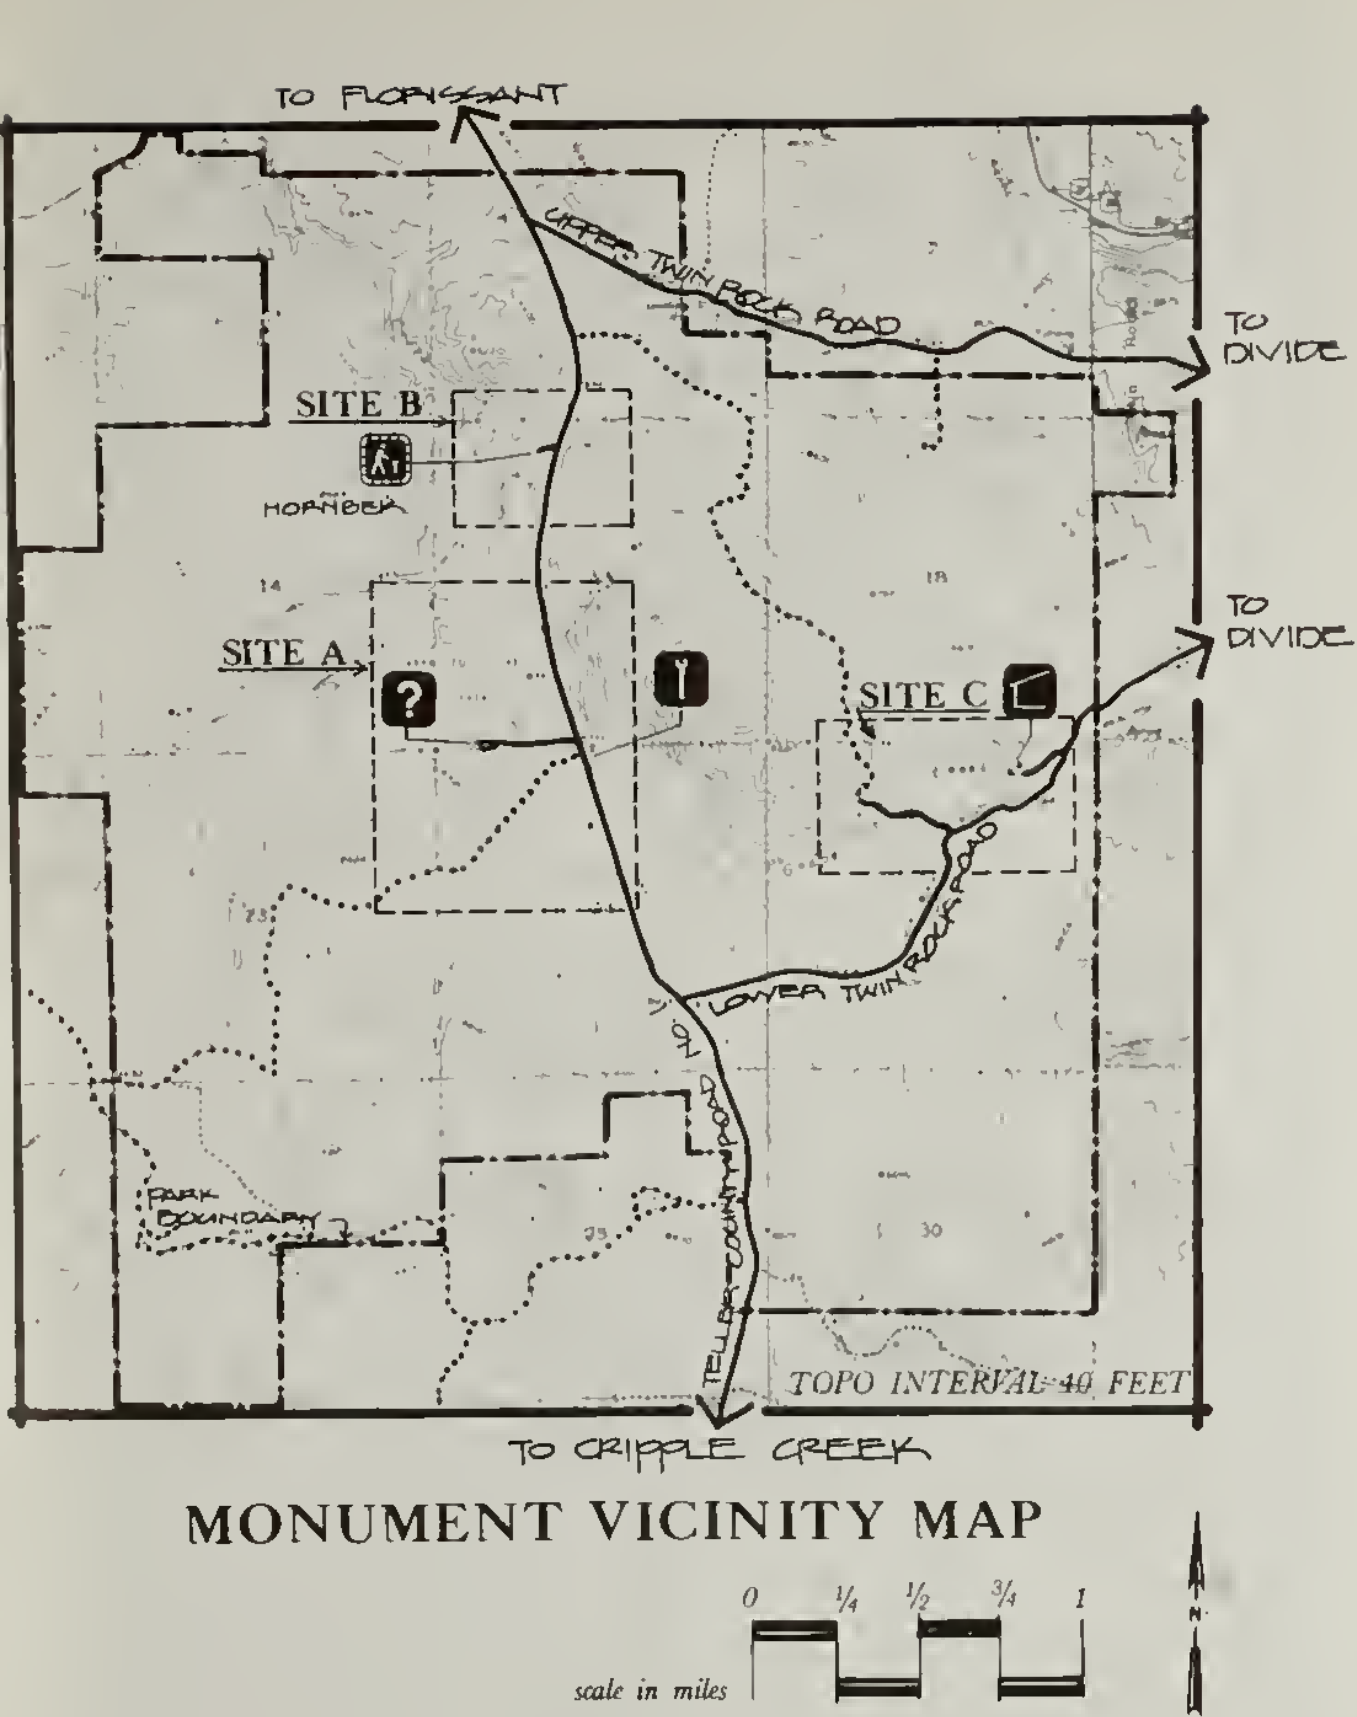 TO FLORISSANT
UPPER TWIN ROCK ROAD
TO
DIVIDE
SITE B
HORNBEK
14
18
TO
DIVIDE
SITE A
?
SITE C
23
LOWER TWIN ROCK ROAD
TELLER COUNTY ROAD NO. 1
PARK
BOUNDARY
30
TOPO INTERVAL 40 FEET
TO CRIPPLE CREEK
MONUMENT VICINITY MAP
0 1/4 1/2 3/4 1
N
scale in miles